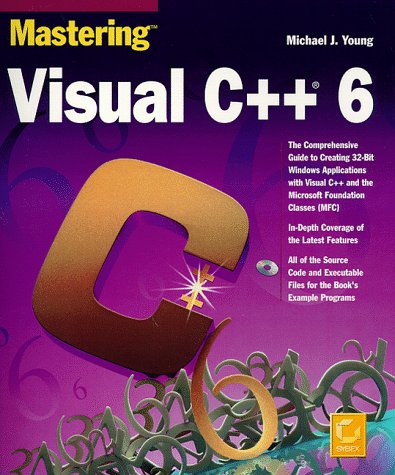 Mastering™
Michael J. Young
Visual C++® 6
The Comprehensive
Guide to Creating 32-Bit
Windows Applications
with Visual C++ and the
Microsoft Foundation
Classes (MFC)
In-Depth Coverage of
the Latest Features
All of the Source
Code and Executable
Files for the Book's
Example Programs
C++
6
SYBEX